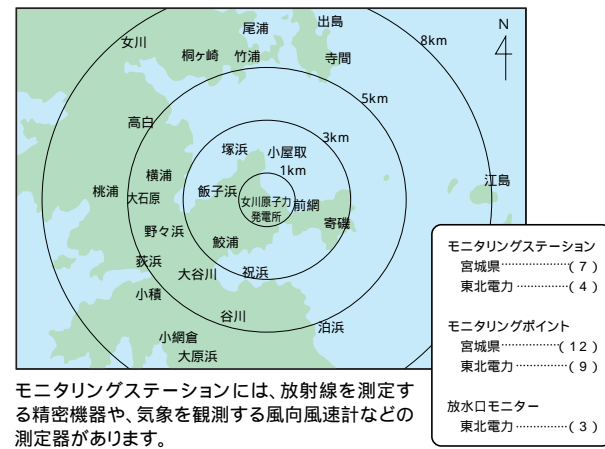 出島
尾浦
N
女川
8km
桐ヶ崎
竹浦
寺間
5km
高白
3km
塚浜
小屋取
1km
横浦
江島
桃浦
大石原
飯子浜
女川原子力
発電所
前網
寄磯
野々浜
鮫浦
荻浜
大谷川
祝浜
小積
谷川
泊浜
小網倉
大原浜
モニタリングステーション
宮城県………………(7)
東北電力……………(4)
モニタリングポイント
宮城県……………(12)
東北電力……………(9)
放水口モニター
東北電力……………(3)
モニタリングステーションには、放射線を測定す
る精密機器や、気象を観測する風向風速計などの
測定器があります。